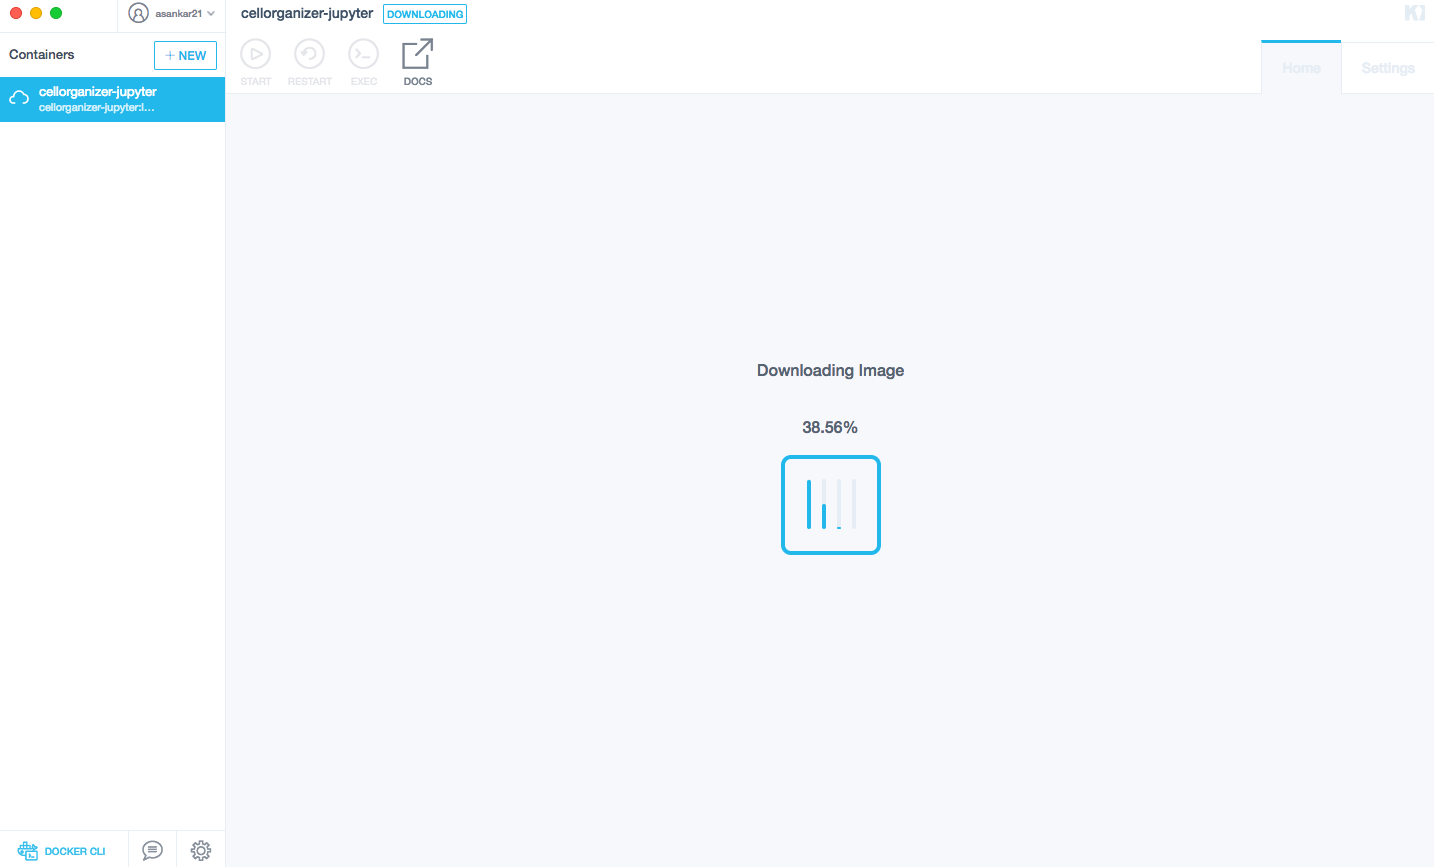 asankar21
cellorganizer-jupyter DOWNLOADING
Containers
+ NEW
START RESTART EXEC DOCS
Home Settings
cellorganizer-jupyter
cellorganizer-jupyter:l...
Downloading Image
38.56%
DOCKER CLI